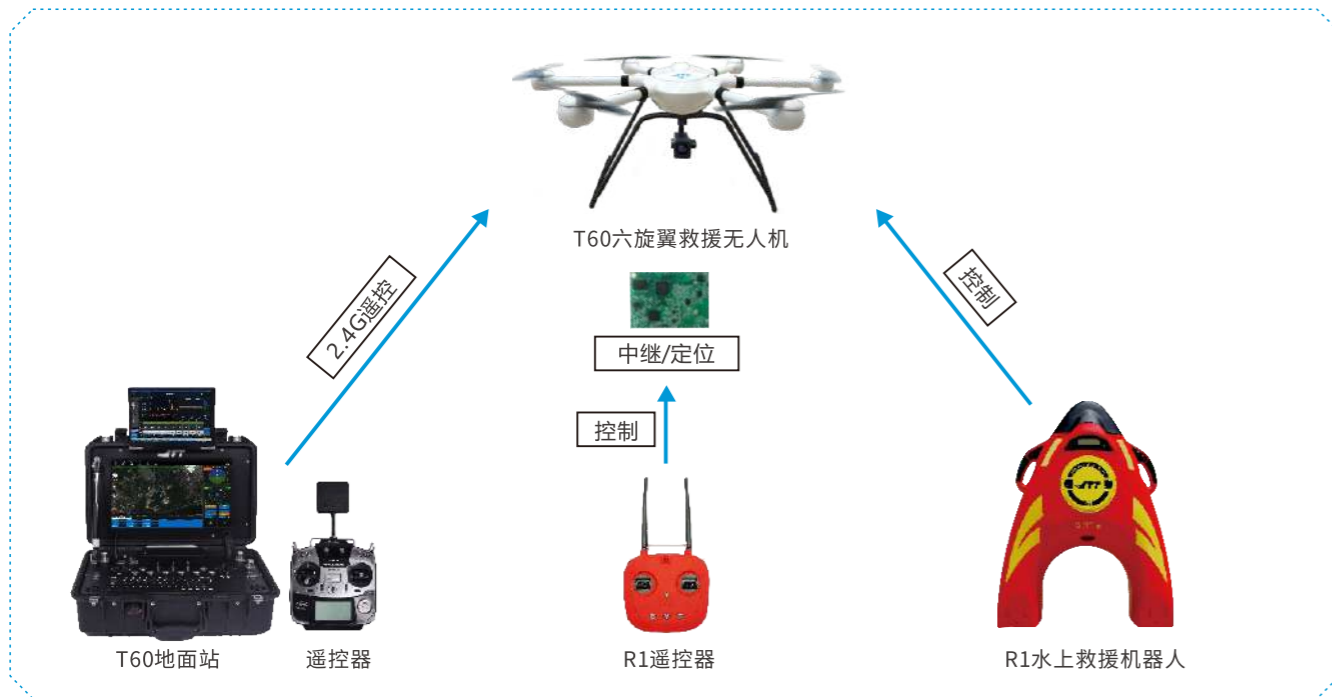 T60六旋翼救援无人机
2.4G遥控
中继/定位
控制
控制
JTT
T60地面站
遥控器
R1遥控器
R1水上救援机器人